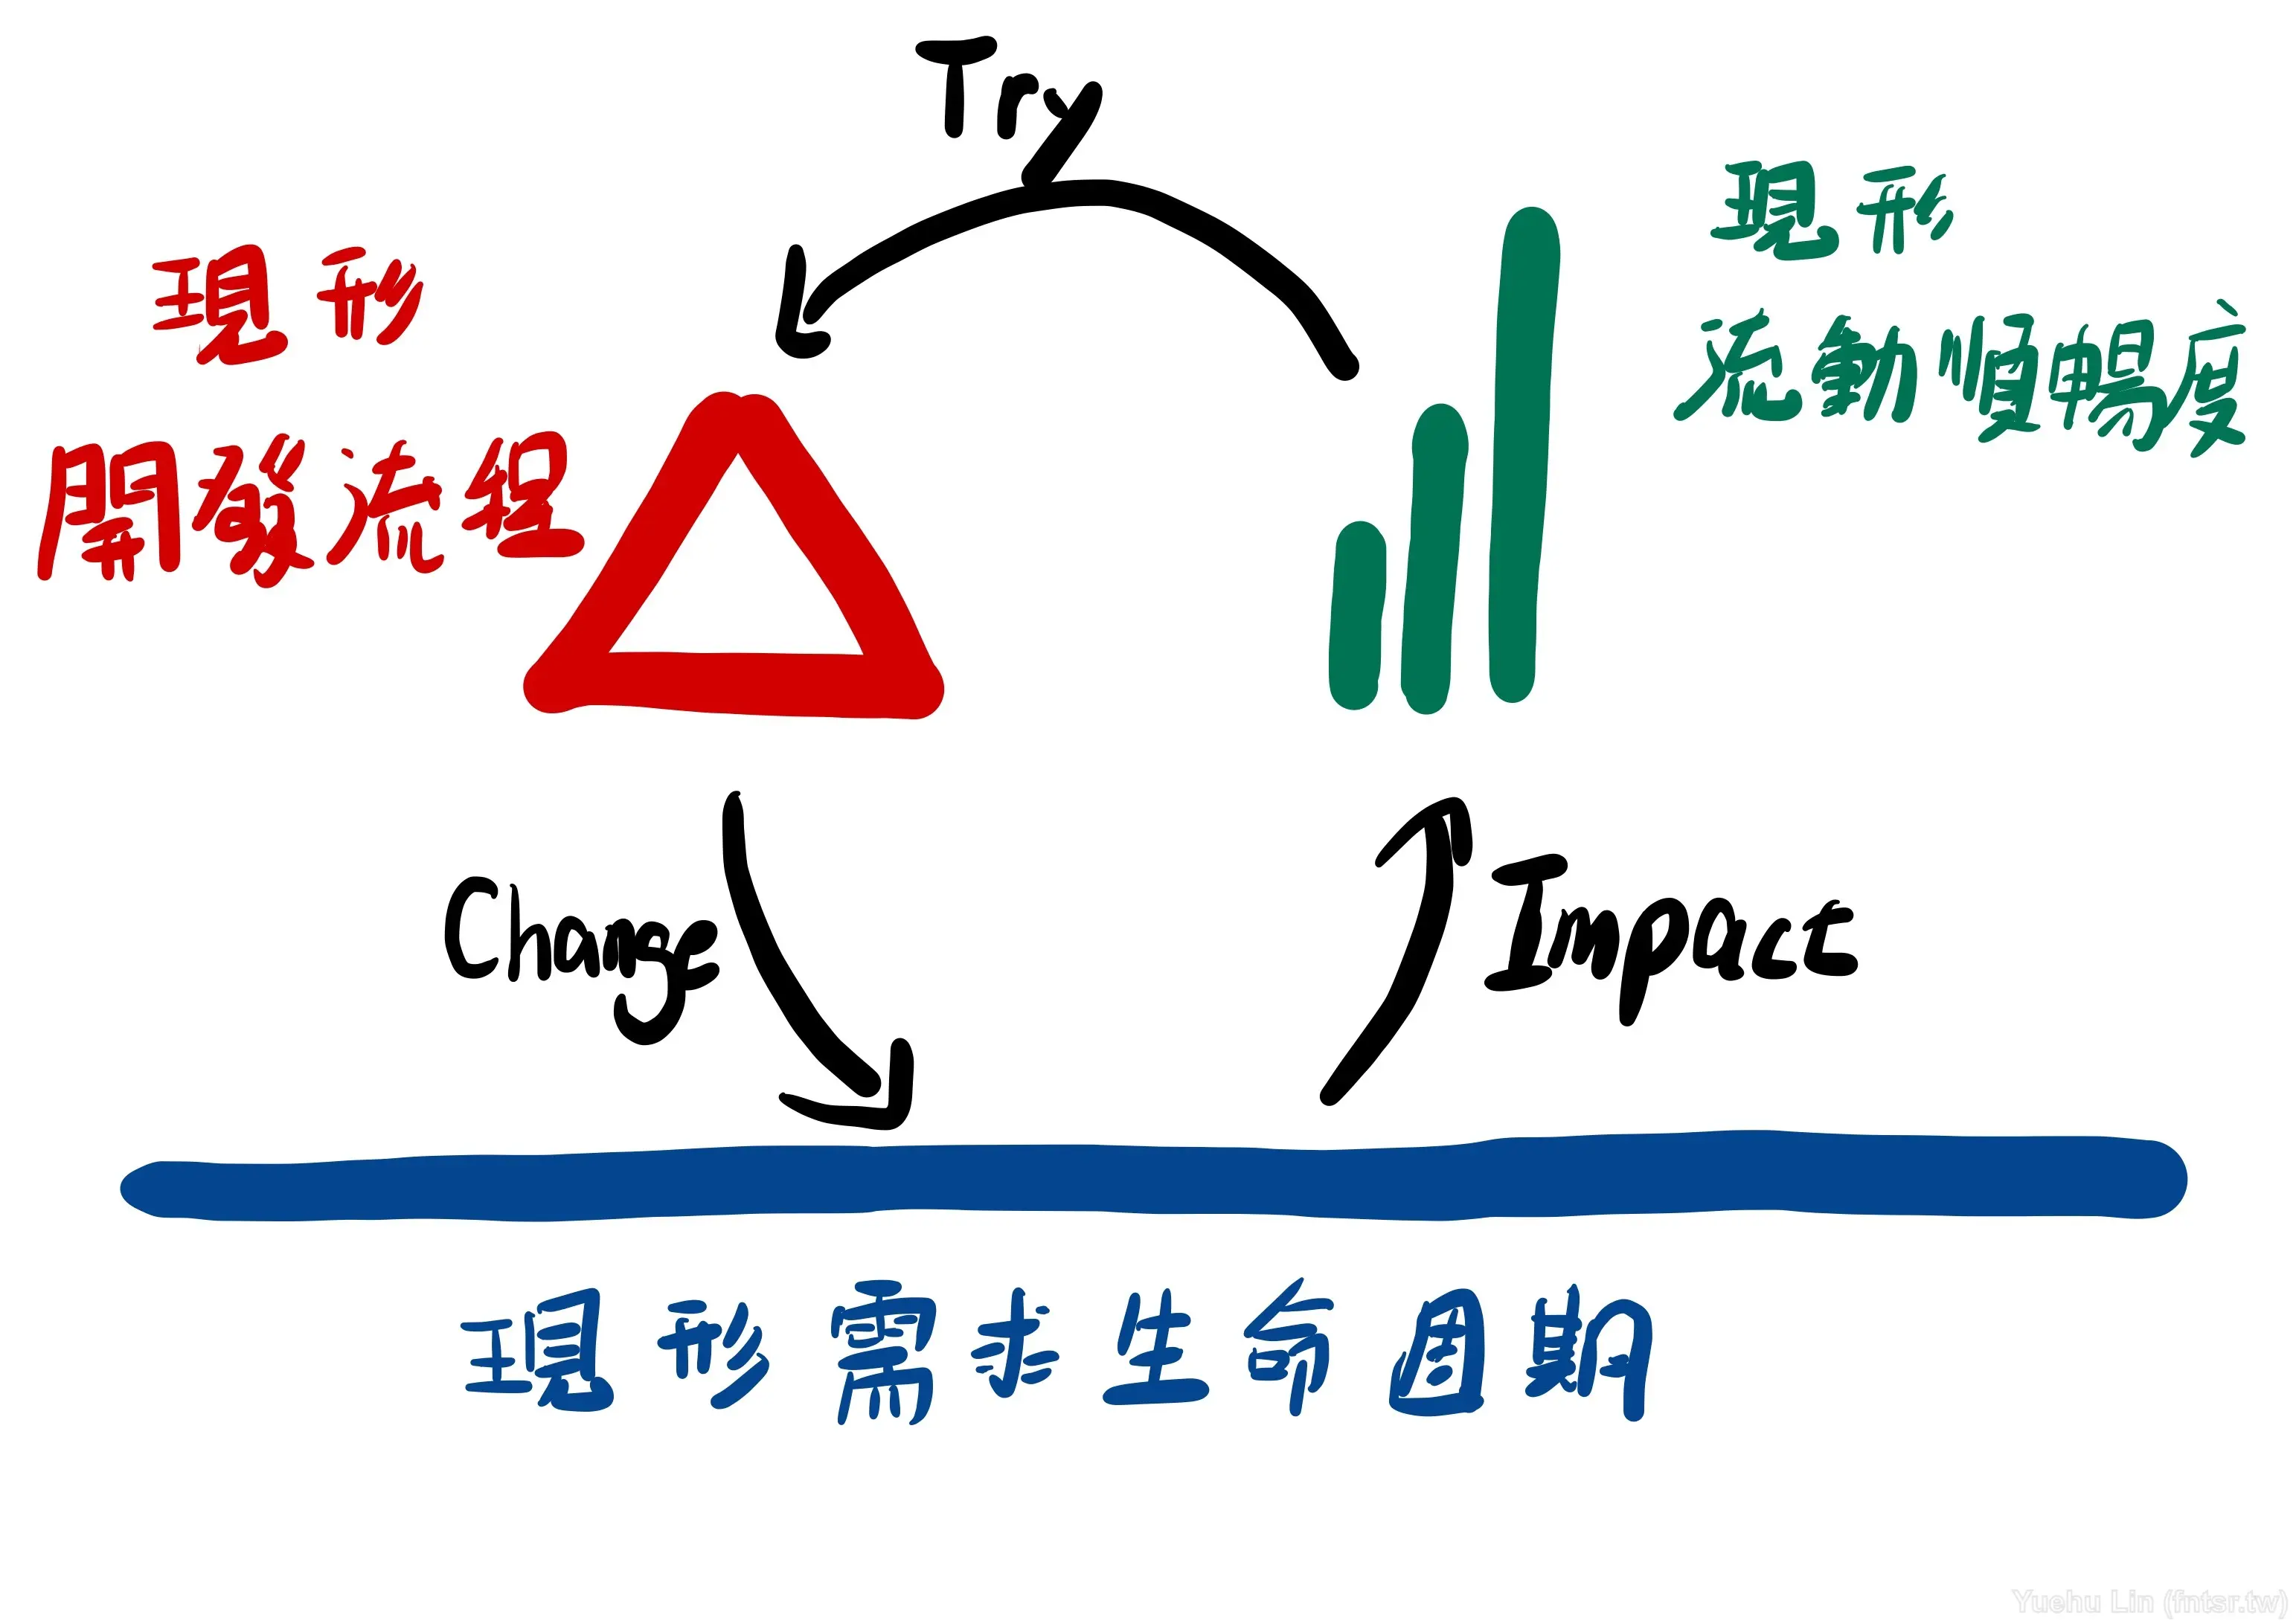 Try
現形
開發流程
現形
流動順暢度
Change
Impact
現形需求生命週期
Yuehu Lin (fntsr.tw)